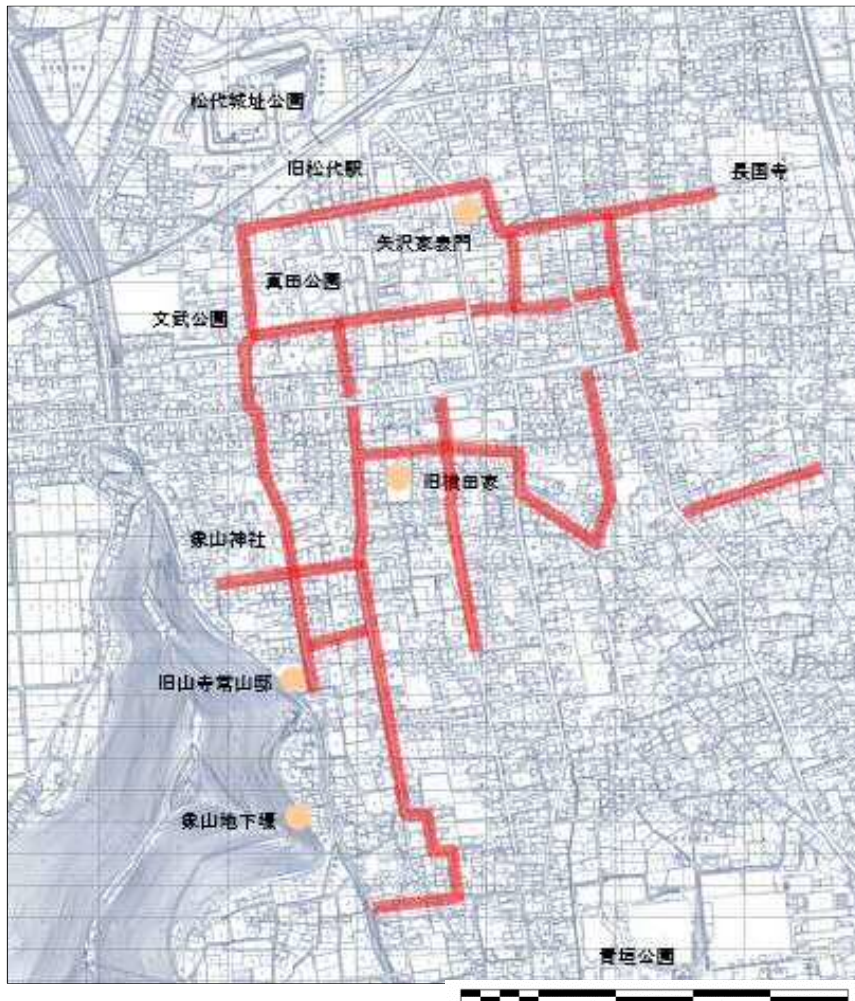 松代城址公園
旧松代駅
長国寺
矢沢家表門
真田公園
文武公園
旧横田家
象山神社
旧山寺常山邸
象山地下壕
青垣公園